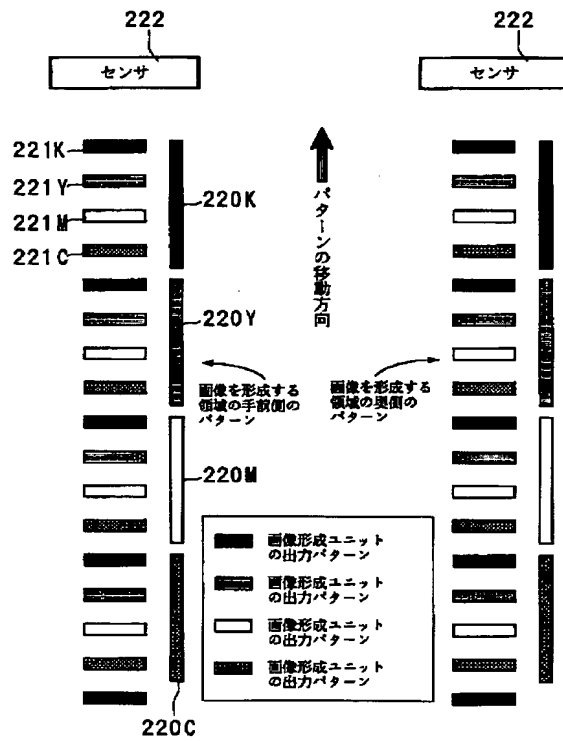 222
センサ
222
センサ
221K
221Y
221M
221C
220K
パターンの移動方向
220Y
画像を形成する
領域の手前側の
パターン
画像を形成する
領域の奥側の
パターン
220M
画像形成ユニット
の出力パターン
画像形成ユニット
の出力パターン
画像形成ユニット
の出力パターン
画像形成ユニット
の出力パターン
220C